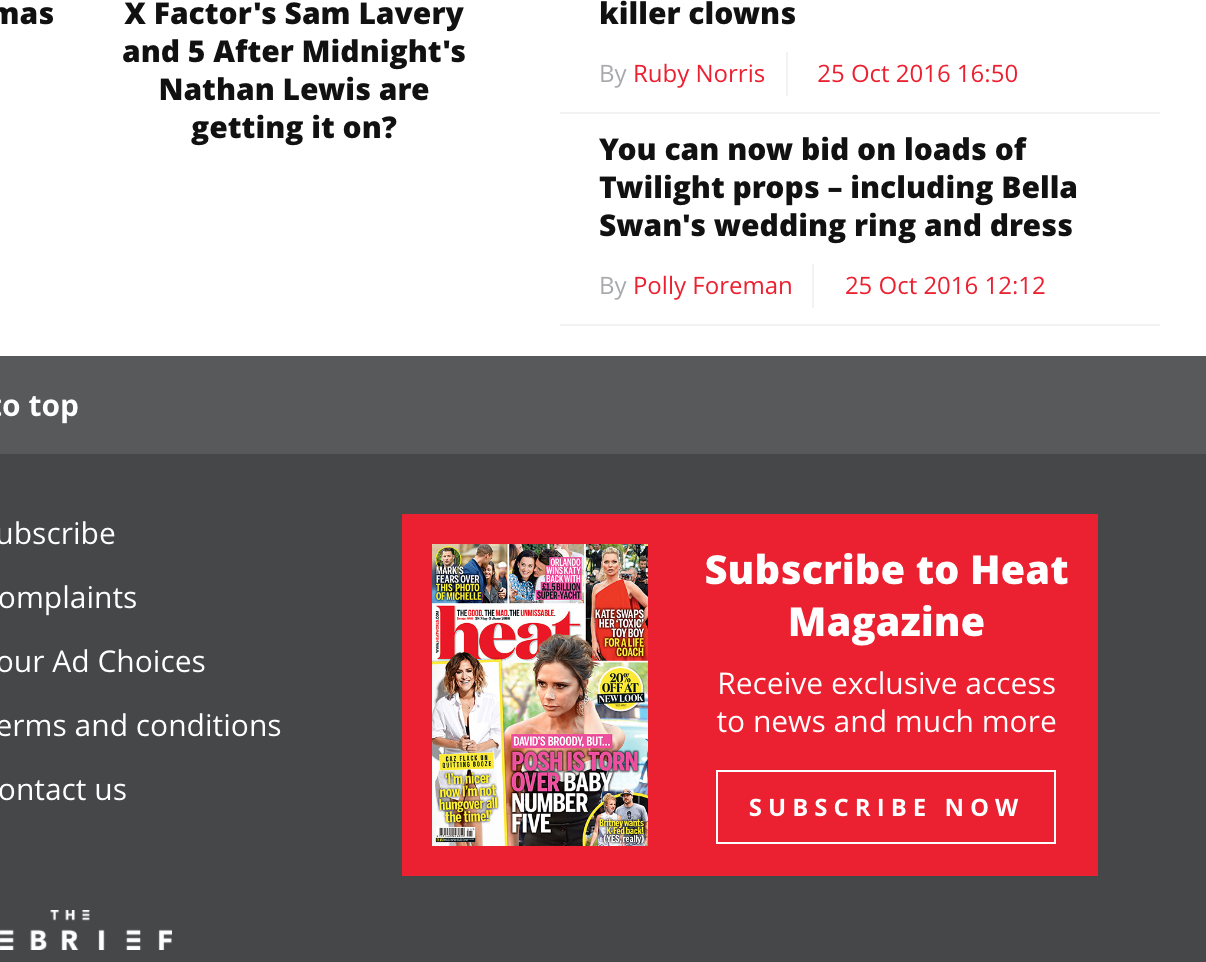 mas
X Factor's Sam Lavery
and 5 After Midnight's
Nathan Lewis are
getting it on?
killer clowns
By Ruby Norris 25 Oct 2016 16:50
You can now bid on loads of
Twilight props – including Bella
Swan's wedding ring and dress
By Polly Foreman 25 Oct 2016 12:12
to top
ubscribe
omplaints
our Ad Choices
erms and conditions
ontact us
MARK'S
FEARS OVER
THIS PHOTO
OF MICHELLE
ORLANDO
WINS KATY
BACK WITH
£1.5 BILLION
SUPER-YACHT
KATE SWAPS
HER 'TOXIC'
TOY BOY
FOR A LIFE
COACH
THE GOOD. THE MAD. THE UNMISSABLE.
heat
20%
OFF AT
NEW LOOK
DAVID'S BROODY, BUT...
POSH IS TORN
OVER BABY
NUMBER
FIVE
CAZ FLACK ON
QUITTING BOOZE
'I'm nicer
now I'm not
hungover all
the time!'
Britney wants
K-Fed back!
(YES, really)
Subscribe to Heat
Magazine
Receive exclusive access
to news and much more
SUBSCRIBE NOW
THE
EBRIEF